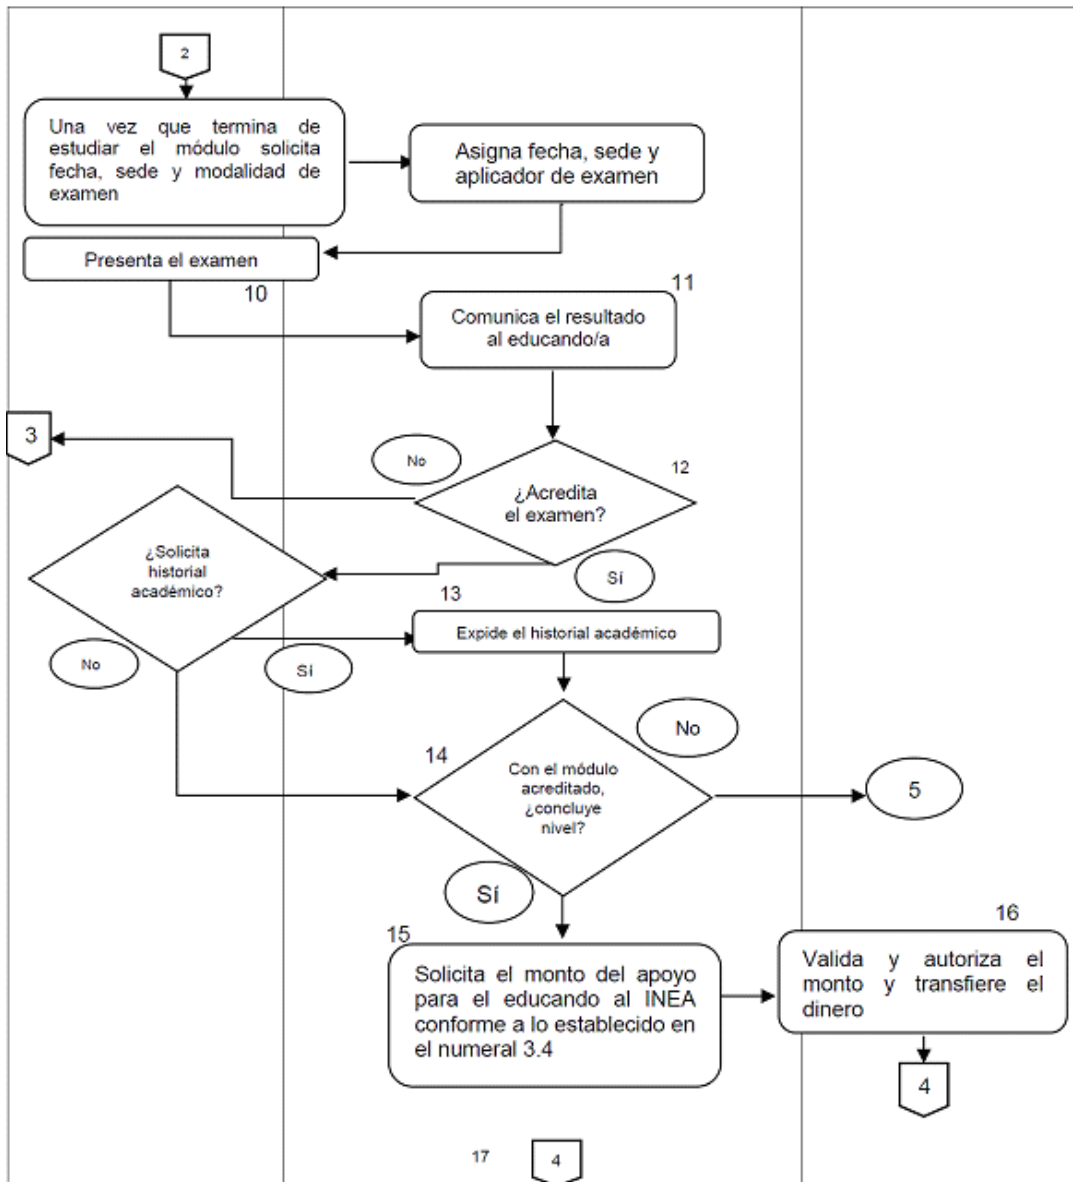 2
Una vez que termina de
estudiar el módulo solicita
fecha, sede y modalidad de
examen
Asigna fecha, sede y
aplicador de examen
Presenta el examen
10
11
Comunica el resultado
al educando/a
3
No
12
¿Acredita
el examen?
¿Solicita
historial
académico?
Sí
13
Expide el historial académico
No
Sí
No
14
Con el módulo
acreditado,
¿concluye
nivel?
5
Sí
15
Solicita el monto del apoyo
para el educando al INEA
conforme a lo establecido en
el numeral 3.4
16
Valida y autoriza el
monto y transfiere el
dinero
4
17
4